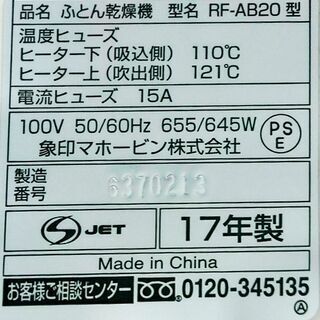 品名 ふとん乾燥機 型名 RF-AB20 型
温度ヒューズ
ヒーター下(吸込側) 110℃
ヒーター上(吹出側) 121℃
電流ヒューズ 15A
100V 50/60Hz 655/645W
象印マホービン株式会社
PS
E
製造
番号 6370213
S JET 17年製
Made in China
お客様ご相談センター 0120-345135
A